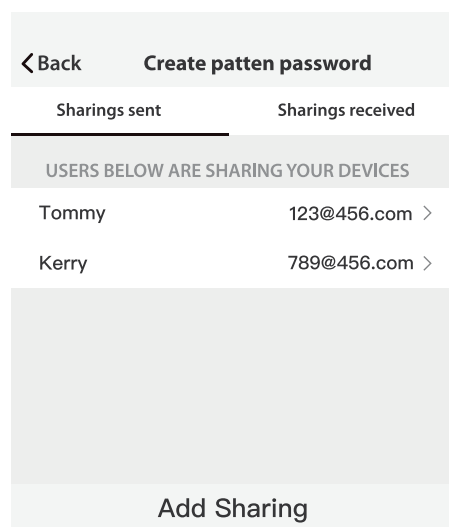 Back Create patten password
Sharings sent Sharings received
USERS BELOW ARE SHARING YOUR DEVICES
Tommy 123@456.com >
Kerry 789@456.com >
Add Sharing